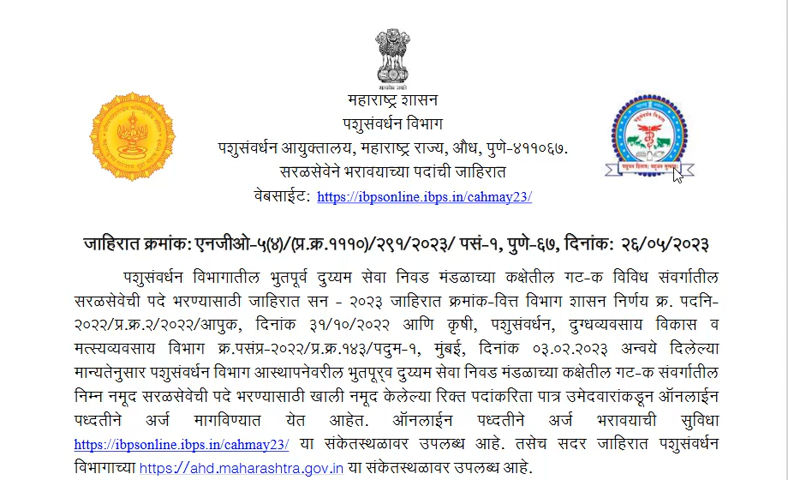 महाराष्ट्र शासन
पशुसंवर्धन विभाग
पशुसंवर्धन आयुक्तालय, महाराष्ट्र राज्य, औध, पुणे-४११०६७.
सरळसेवेने भरावयाच्या पदांची जाहिरात
वेबसाईट: https://ibpsonline.ibps.in/cahmay23/
जाहिरात क्रमांक: एनजीओ-५(४)/(प्र.क्र.१११०)/२९१/२०२३/ पसं-१, पुणे-६७, दिनांक: २६/०५/२०२३
पशुसंवर्धन विभागातील भुतपूर्व दुय्यम सेवा निवड मंडळाच्या कक्षेतील गट-क विविध संवर्गातील
सरळसेवेची पदे भरण्यासाठी जाहिरात सन - २०२३ जाहिरात क्रमांक-वित्त विभाग शासन निर्णय क्र. पदनि-
२०२२/प्र.क्र.२/२०२२/आपुक, दिनांक ३१/१०/२०२२ आणि कृषी, पशुसंवर्धन, दुग्धव्यवसाय विकास व
मत्स्यव्यवसाय विभाग क्र.पसंप्र-२०२२/प्र.क्र.१४३/पदुम-१, मुंबई, दिनांक ०३.०२.२०२३ अन्वये दिलेल्या
मान्यतेनुसार पशुसंवर्धन विभाग आस्थापनेवरील भुतपूर्व दुय्यम सेवा निवड मंडळाच्या कक्षेतील गट-क संवर्गातील
निम्न नमूद सरळसेवेची पदे भरण्यासाठी खाली नमूद केलेल्या रिक्त पदांकरिता पात्र उमेदवारांकडून ऑनलाईन
पध्दतीने अर्ज मागविण्यात येत आहेत. ऑनलाईन पध्दतीने अर्ज भरावयाची सुविधा
https://ibpsonline.ibps.in/cahmay23/ या संकेतस्थळावर उपलब्ध आहे. तसेच सदर जाहिरात पशुसंवर्धन
विभागाच्या https://ahd.maharashtra.gov.in या संकेतस्थळावर उपलब्ध आहे.